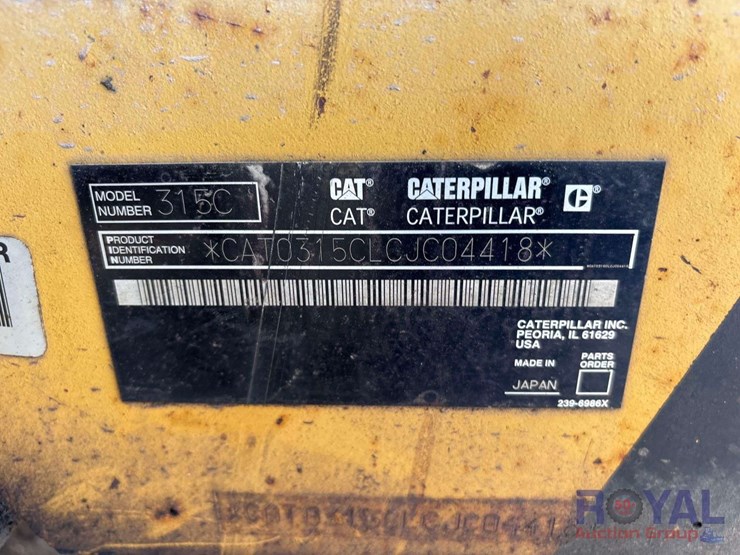 MODEL NUMBER 315C
CAT® CATERPILLAR® C®
CAT® CATERPILLAR®
PRODUCT IDENTIFICATION NUMBER *CAT0315CLCJC04418*
CATERPILLAR INC.
PEORIA, IL 61629
USA
MADE IN JAPAN
PARTS ORDER
239-6986X
R
ROYAL
Auction Group